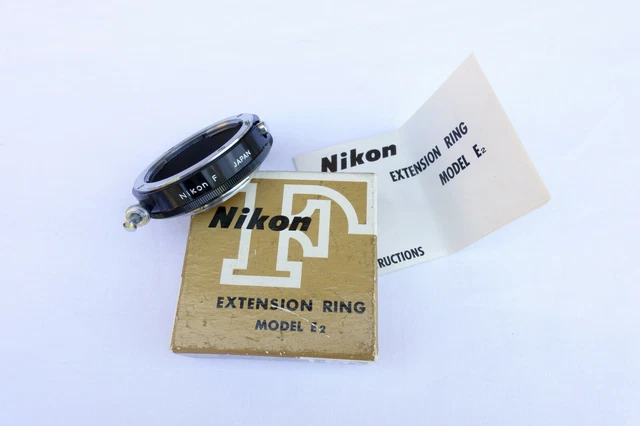 Nikon F JAPAN
Nikon
F
EXTENSION RING
MODEL E2
Nikon
EXTENSION RING
MODEL E2
RUCTIONS